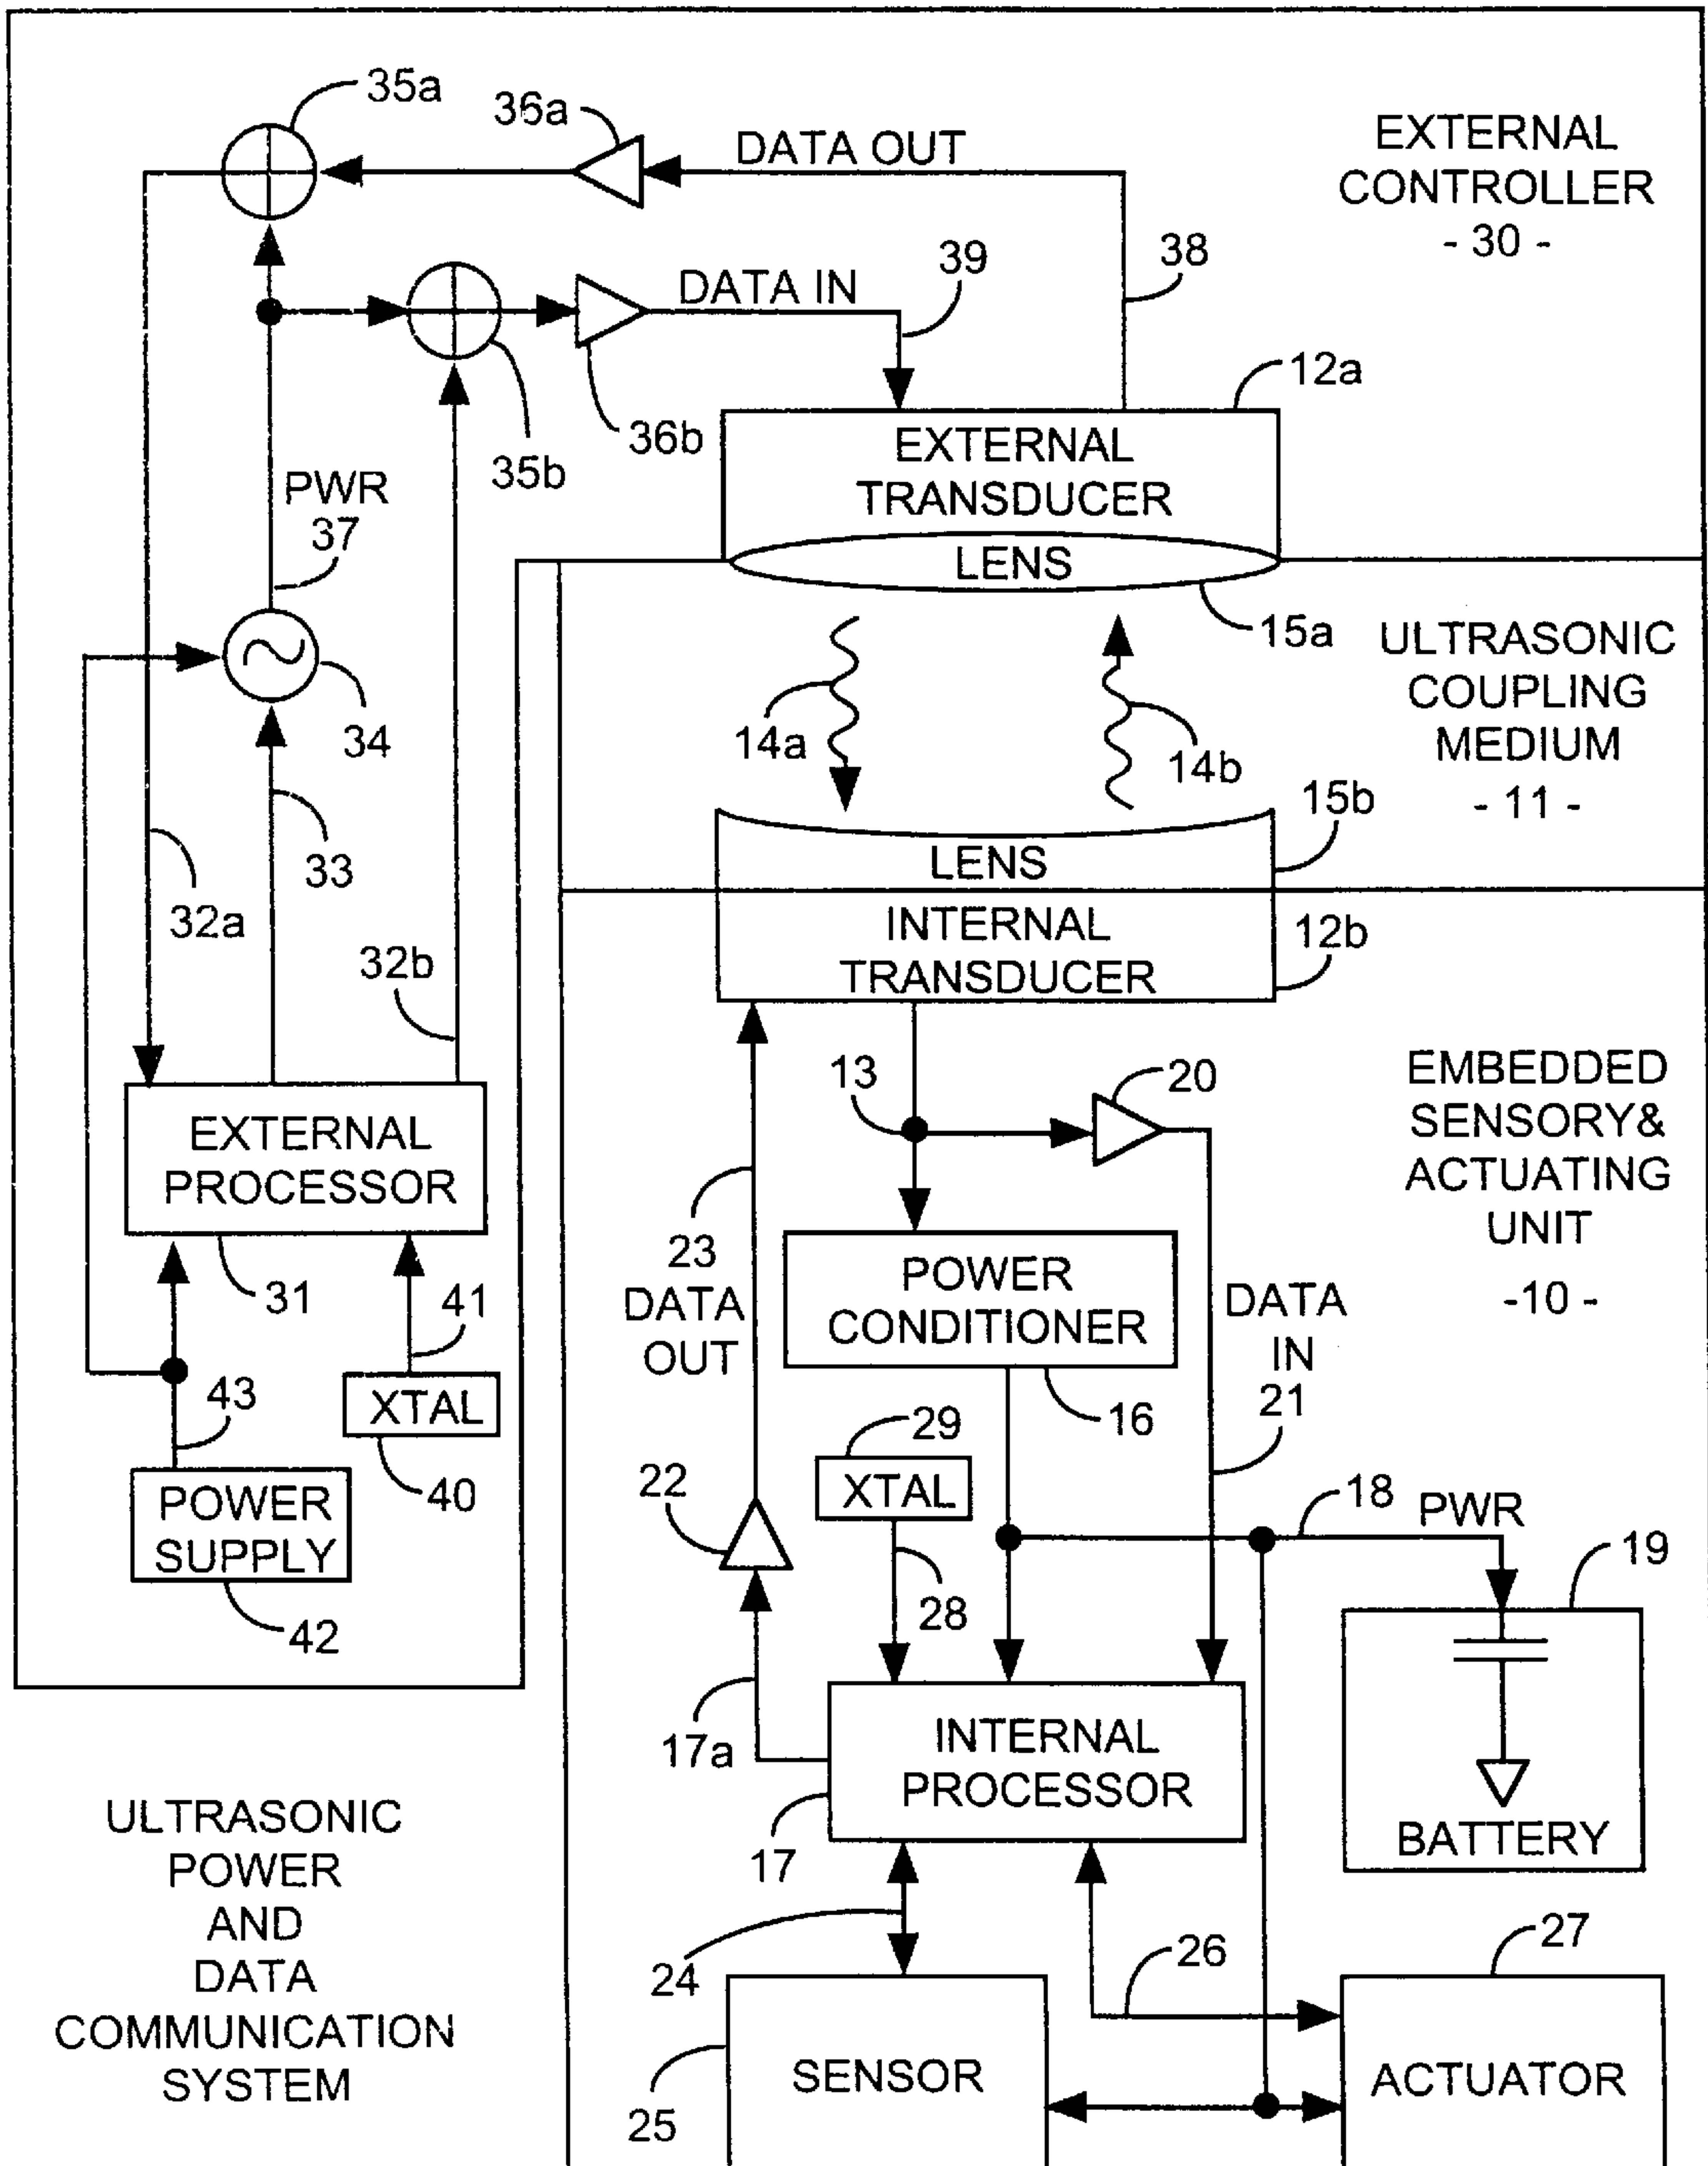 35a
36a
DATA OUT
EXTERNAL
CONTROLLER
- 30 -
39
38
DATA IN
12a
36b
35b
EXTERNAL
TRANSDUCER
LENS
PWR
37
15a
ULTRASONIC
COUPLING
MEDIUM
- 11 -
14a
14b
34
15b
LENS
33
32a
INTERNAL
TRANSDUCER
12b
32b
13
20
EMBEDDED
SENSORY&
ACTUATING
UNIT
-10 -
EXTERNAL
PROCESSOR
23
DATA
OUT
POWER
CONDITIONER
DATA
IN
21
31
41
43
XTAL
16
29
40
22
XTAL
18
PWR
POWER
SUPPLY
19
42
28
17a
INTERNAL
PROCESSOR
BATTERY
17
ULTRASONIC
POWER
AND
DATA
COMMUNICATION
SYSTEM
24
26
27
SENSOR
25
ACTUATOR